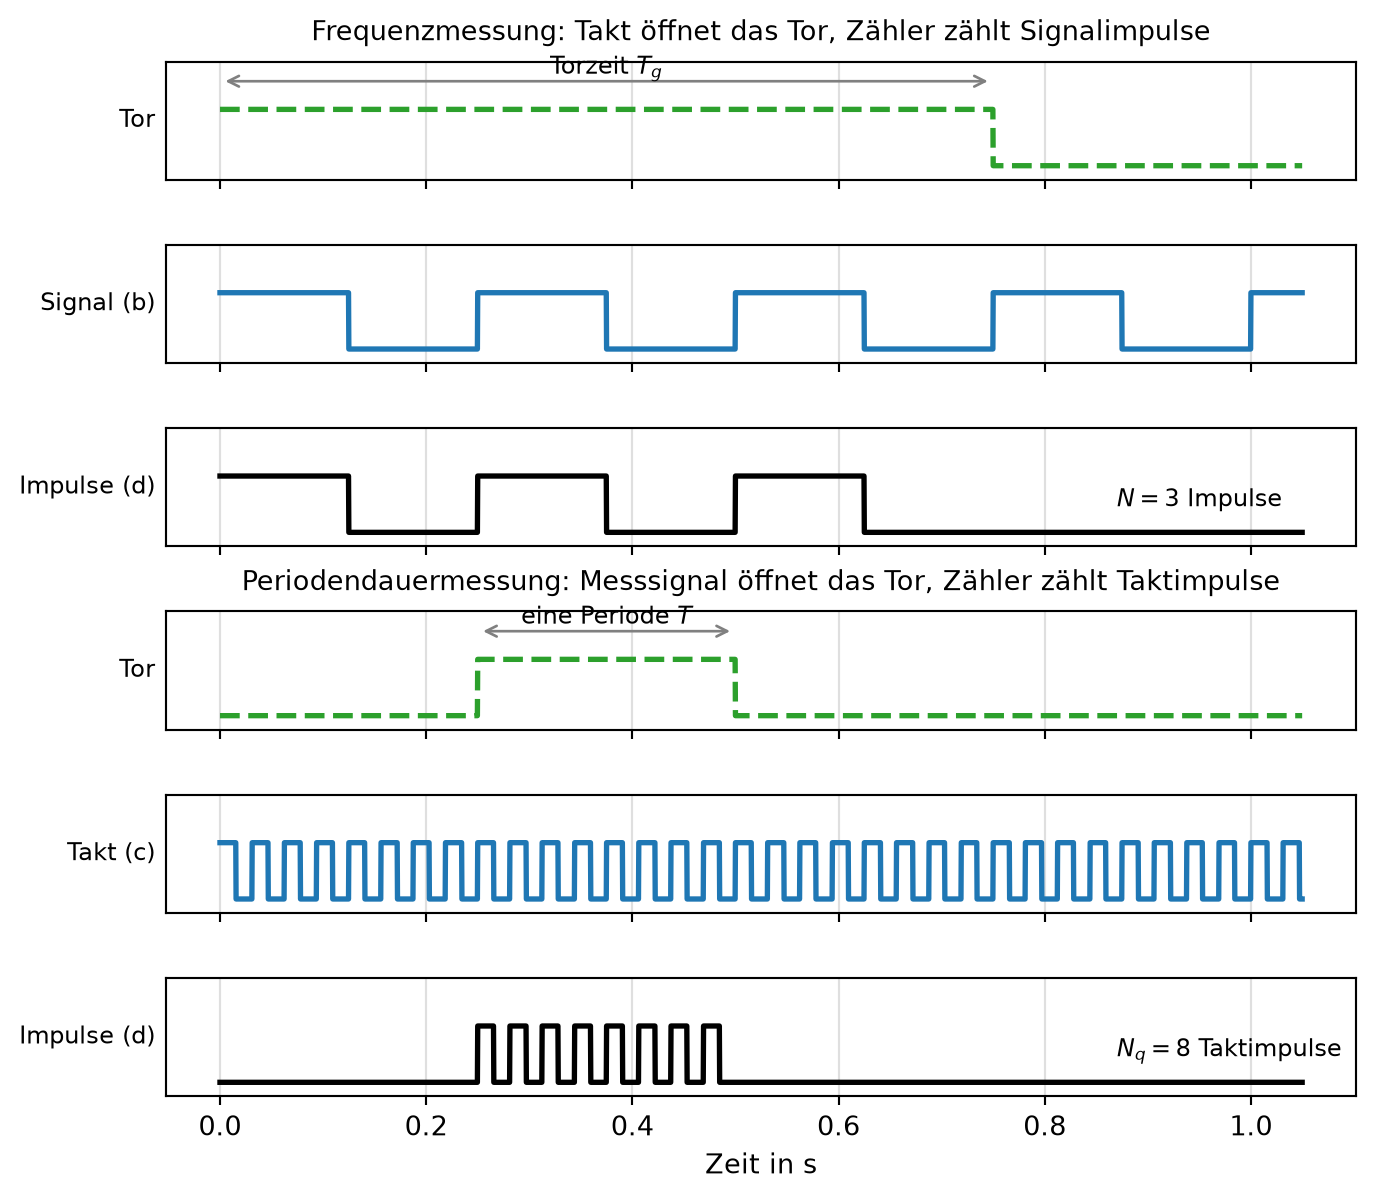 Frequenzmessung: Takt öffnet das Tor, Zähler zählt Signalimpulse
Torzeit T_g
Tor
Signal (b)
Impulse (d)
N = 3 Impulse
Periodendauermessung: Messsignal öffnet das Tor, Zähler zählt Taktimpulse
eine Periode T
Tor
Takt (c)
Impulse (d)
N_q = 8 Taktimpulse
0.0 0.2 0.4 0.6 0.8 1.0
Zeit in s